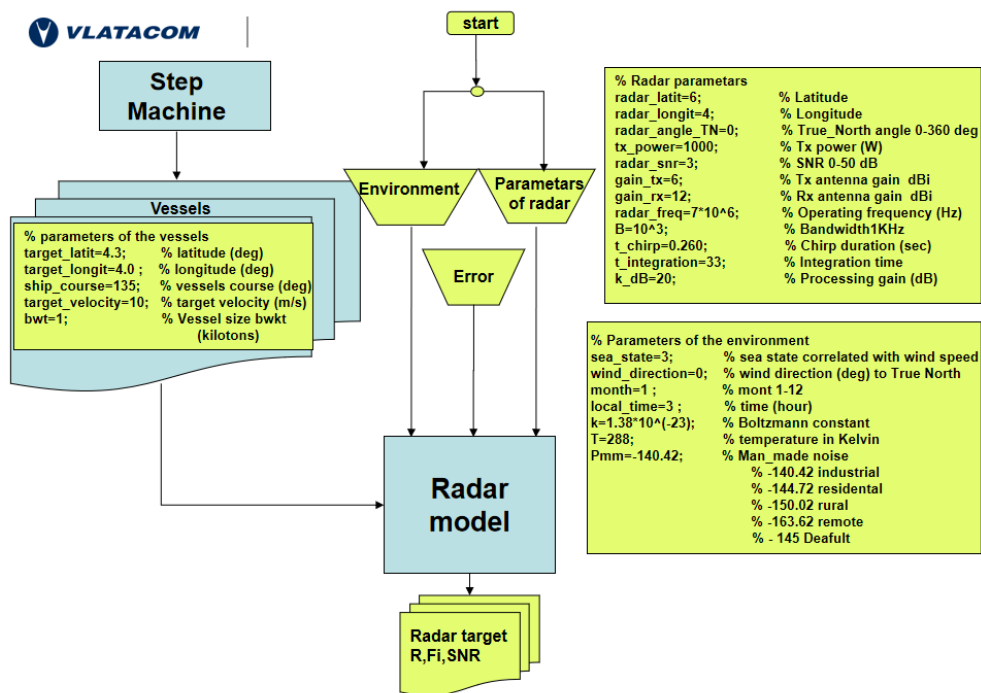 VLATACOM
start
Step
Machine
Environment
Parametars
of radar
Error
Vessels
% parameters of the vessels
target_latit=4.3; % latitude (deg)
target_longit=4.0 ; % longitude (deg)
ship_course=135; % vessels course (deg)
target_velocity=10; % target velocity (m/s)
bwt=1; % Vessel size bwkt
(kilotons)
% Radar parametars
radar_latit=6; % Latitude
radar_longit=4; % Longitude
radar_angle_TN=0; % True_North angle 0-360 deg
tx_power=1000; % Tx power (W)
radar_snr=3; % SNR 0-50 dB
gain_tx=6; % Tx antenna gain dBi
gain_rx=12; % Rx antenna gain dBi
radar_freq=7*10^6; % Operating frequency (Hz)
B=10^3; % Bandwidth1KHz
t_chirp=0.260; % Chirp duration (sec)
t_integration=33; % Integration time
k_dB=20; % Processing gain (dB)
% Parameters of the environment
sea_state=3; % sea state correlated with wind speed
wind_direction=0; % wind direction (deg) to True North
month=1 ; % mont 1-12
local_time=3 ; % time (hour)
k=1.38*10^(-23); % Boltzmann constant
T=288; % temperature in Kelvin
Pmm=-140.42; % Man_made noise
% -140.42 industrial
% -144.72 residental
% -150.02 rural
% -163.62 remote
% - 145 Deafult
Radar
model
Radar target
R,Fi,SNR